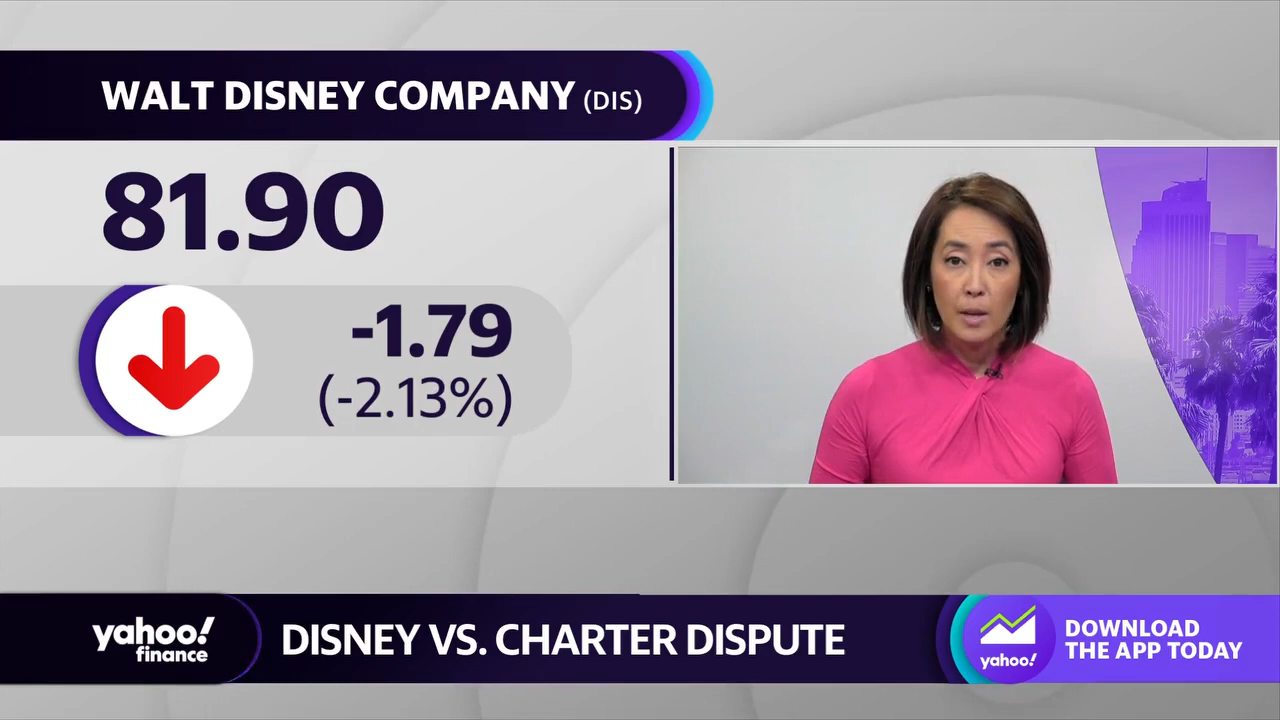 WALT DISNEY COMPANY (DIS)
81.90
-1.79
(-2.13%)
yahoo!
finance
DISNEY VS. CHARTER DISPUTE
yahoo!
DOWNLOAD
THE APP TODAY